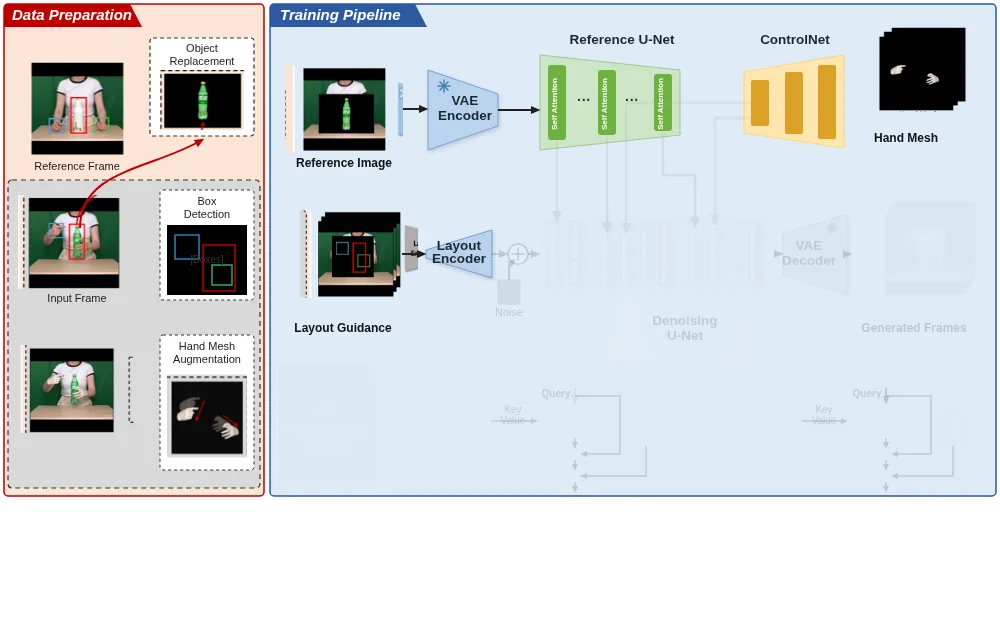 Data Preparation
Object
Replacement
Reference Frame
Box
Detection
[Boxes]
Input Frame
Hand Mesh
Augmentation
Training Pipeline
Reference U-Net
ControlNet
VAE
Encoder
Self Attention
...
Self Attention
...
Self Attention
Reference Image
Hand Mesh
Layout
Encoder
Noise
VAE
Decoder
Layout Guidance
Denoising
U-Net
Generated Frames
Query
Key
Value
Query
Key
Value